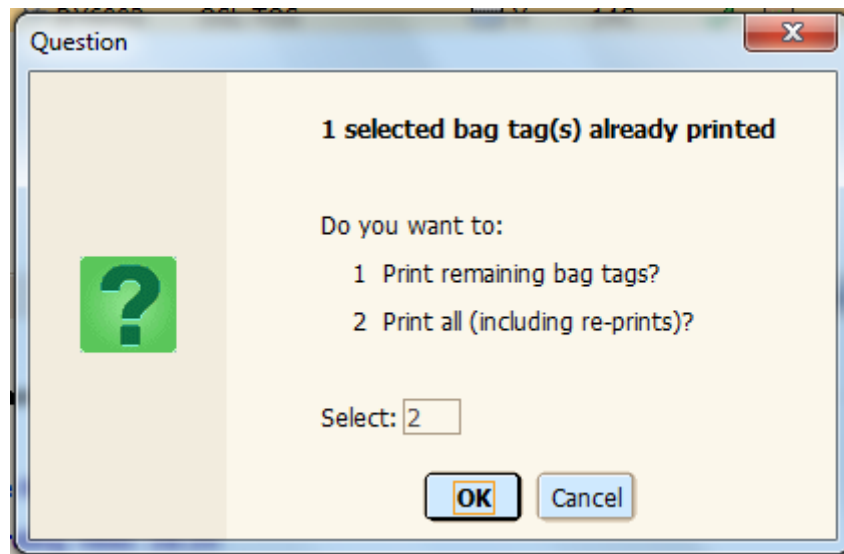 Question
1 selected bag tag(s) already printed
Do you want to:
1 Print remaining bag tags?
2 Print all (including re-prints)?
Select: 2
OK Cancel